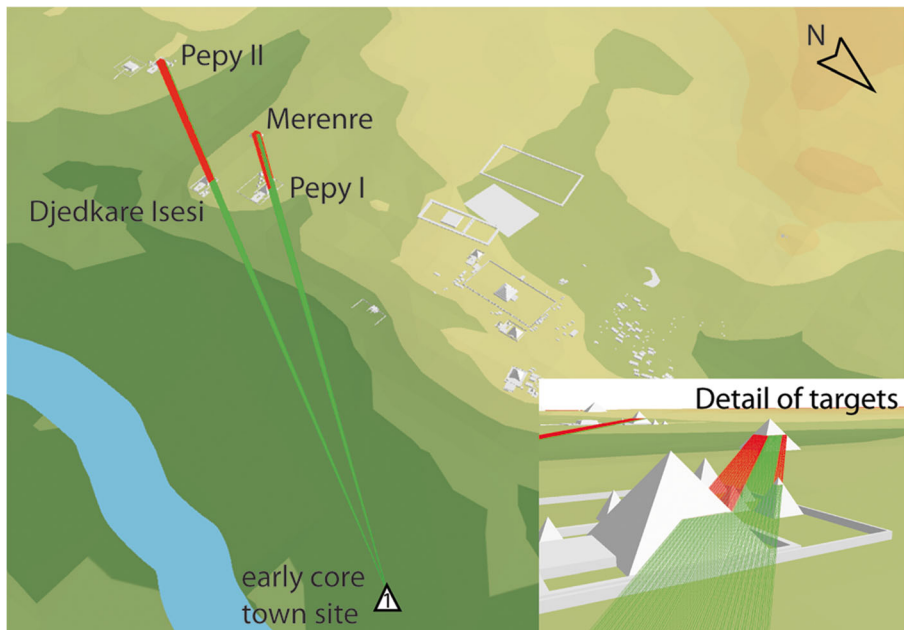 Pepy II
N
Merenre
Pepy I
Djedkare Isesi
Detail of targets
early core
town site
1